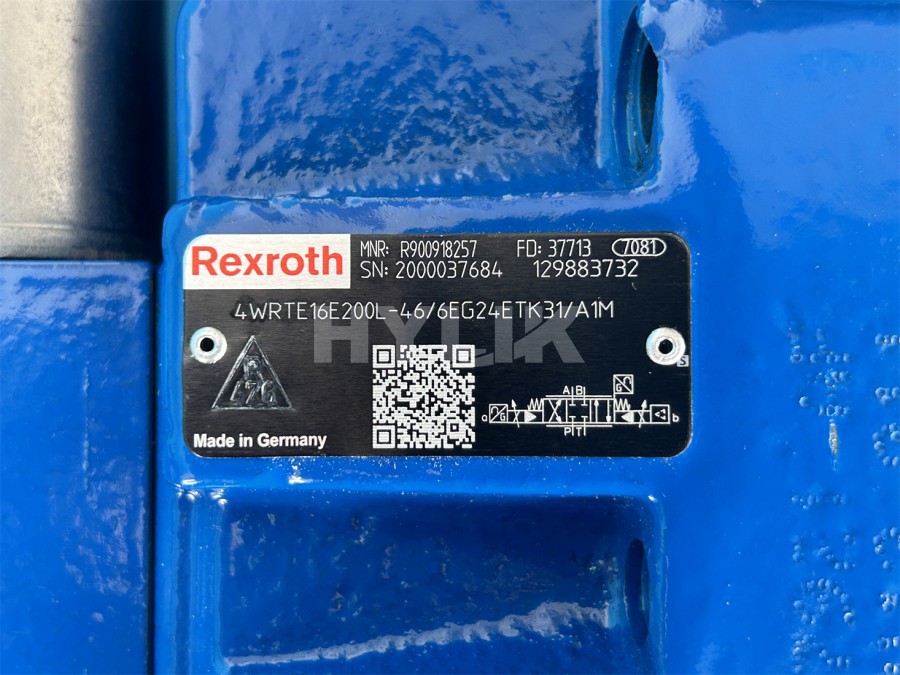 Rexroth
MNR: R900918257 FD: 37713 7081
SN: 2000037684 129883732
4WRTE16E200L-46/6EG24ETK31/A1M
HYLIK
S
A B
G
a G b
P T
Made in Germany